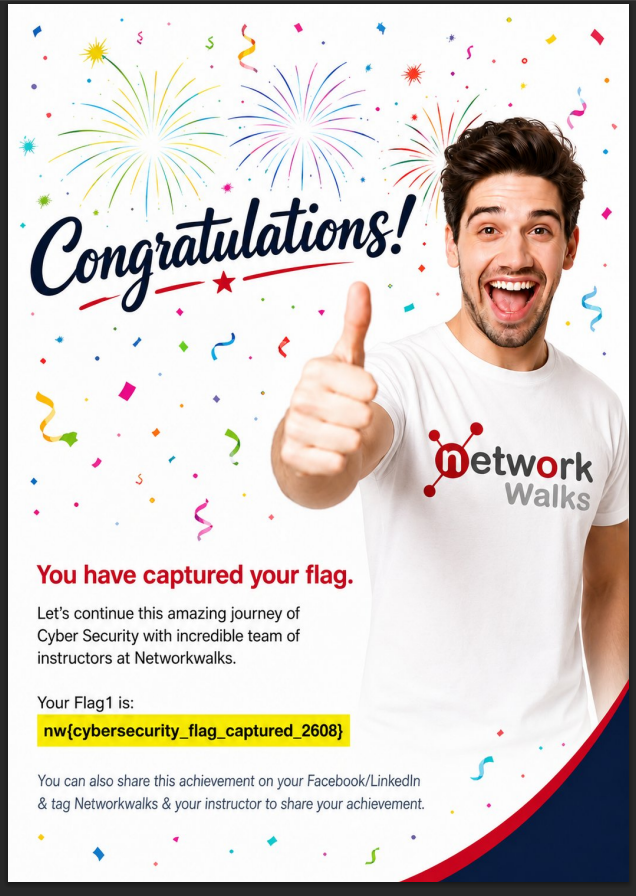 Congratulations!
network
Walks
You have captured your flag.
Let's continue this amazing journey of
Cyber Security with incredible team of
instructors at Networkwalks.
Your Flag1 is:
nw{cybersecurity_flag_captured_2608}
You can also share this achievement on your Facebook/LinkedIn
& tag Networkwalks & your instructor to share your achievement.